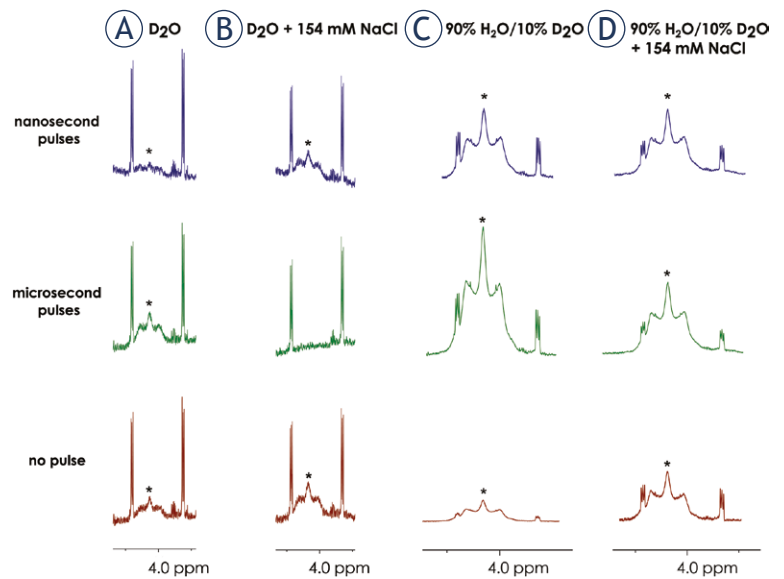 A D₂O
B D₂O + 154 mM NaCl
C 90% H₂O/10% D₂O
D 90% H₂O/10% D₂O
+ 154 mM NaCl
nanosecond
pulses
* * * *
microsecond
pulses
* * *
no pulse
* * * *
4.0 ppm 4.0 ppm 4.0 ppm 4.0 ppm